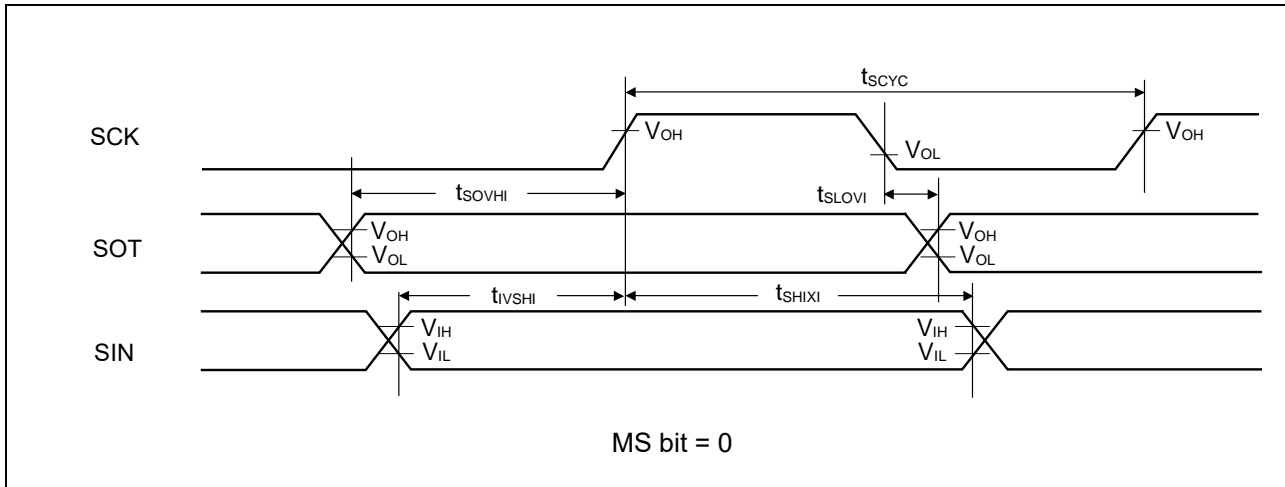 tSCYC
SCK
VOH
VOL
VOH
tSOVHI
tSLOVI
SOT
VOH
VOL
VOH
VOL
tIVSHI
tSHIXI
SIN
VIH
VIL
VIH
VIL
MS bit = 0